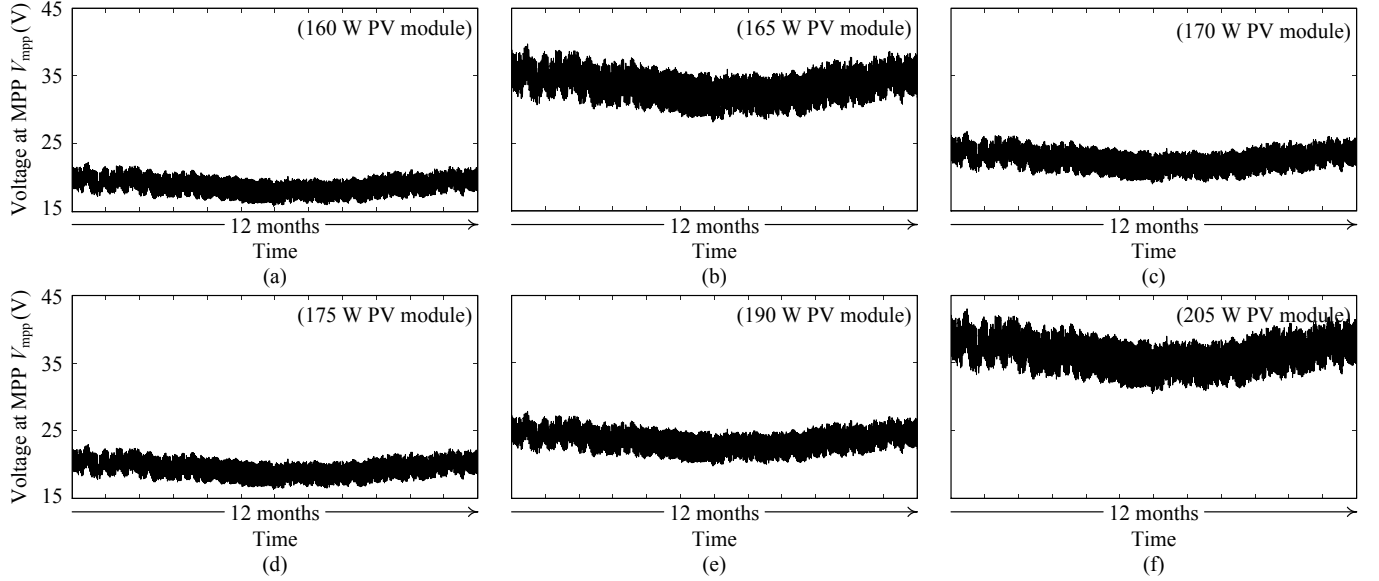 45
35
25
15
Voltage at MPP Vmpp (V)
(160 W PV module)
12 months
Time
(a)
(165 W PV module)
12 months
Time
(b)
(170 W PV module)
12 months
Time
(c)
45
35
25
15
Voltage at MPP Vmpp (V)
(175 W PV module)
12 months
Time
(d)
(190 W PV module)
12 months
Time
(e)
(205 W PV module)
12 months
Time
(f)